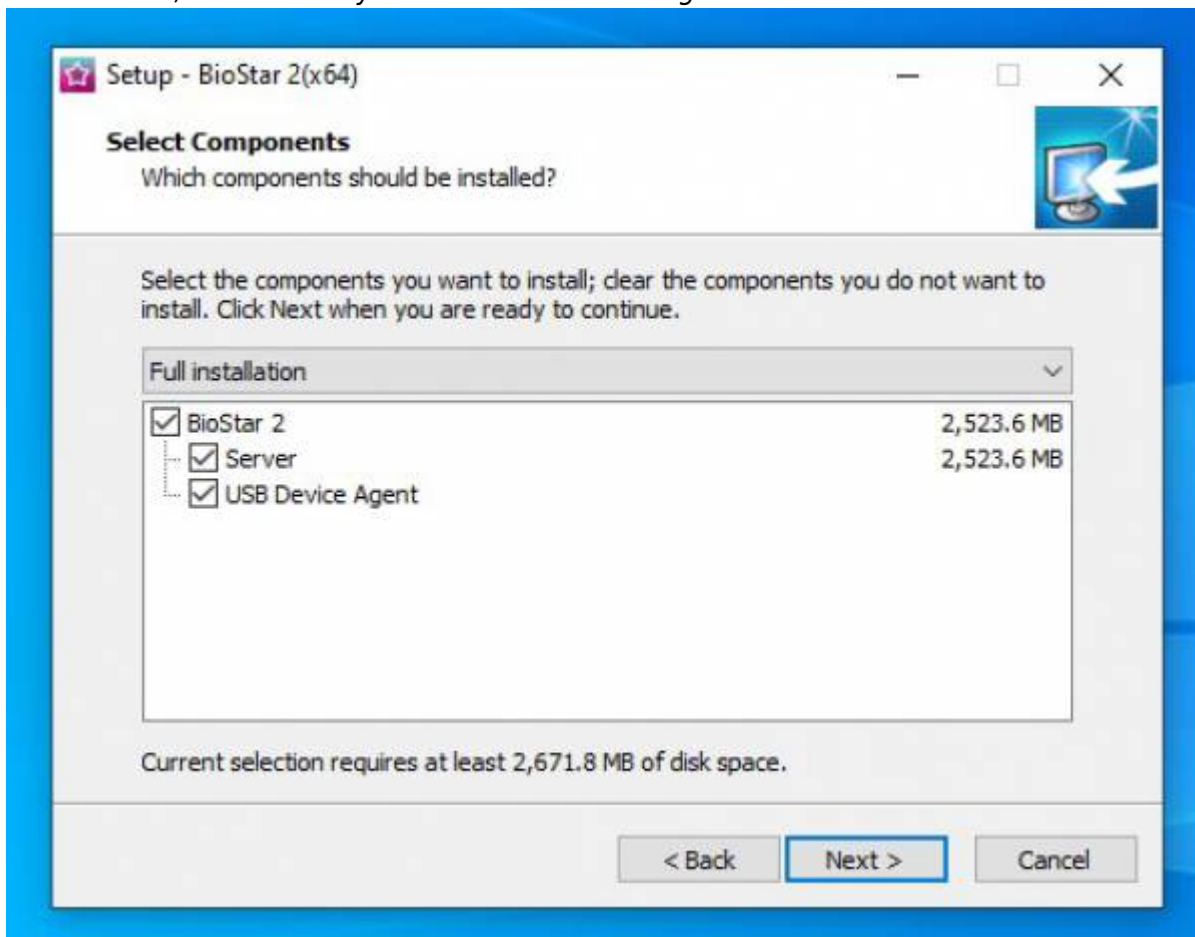 Setup - BioStar 2(x64)
Select Components
Which components should be installed?
Select the components you want to install; clear the components you do not want to
install. Click Next when you are ready to continue.
Full installation
BioStar 2 2,523.6 MB
Server 2,523.6 MB
USB Device Agent
Current selection requires at least 2,671.8 MB of disk space.
< Back Next > Cancel